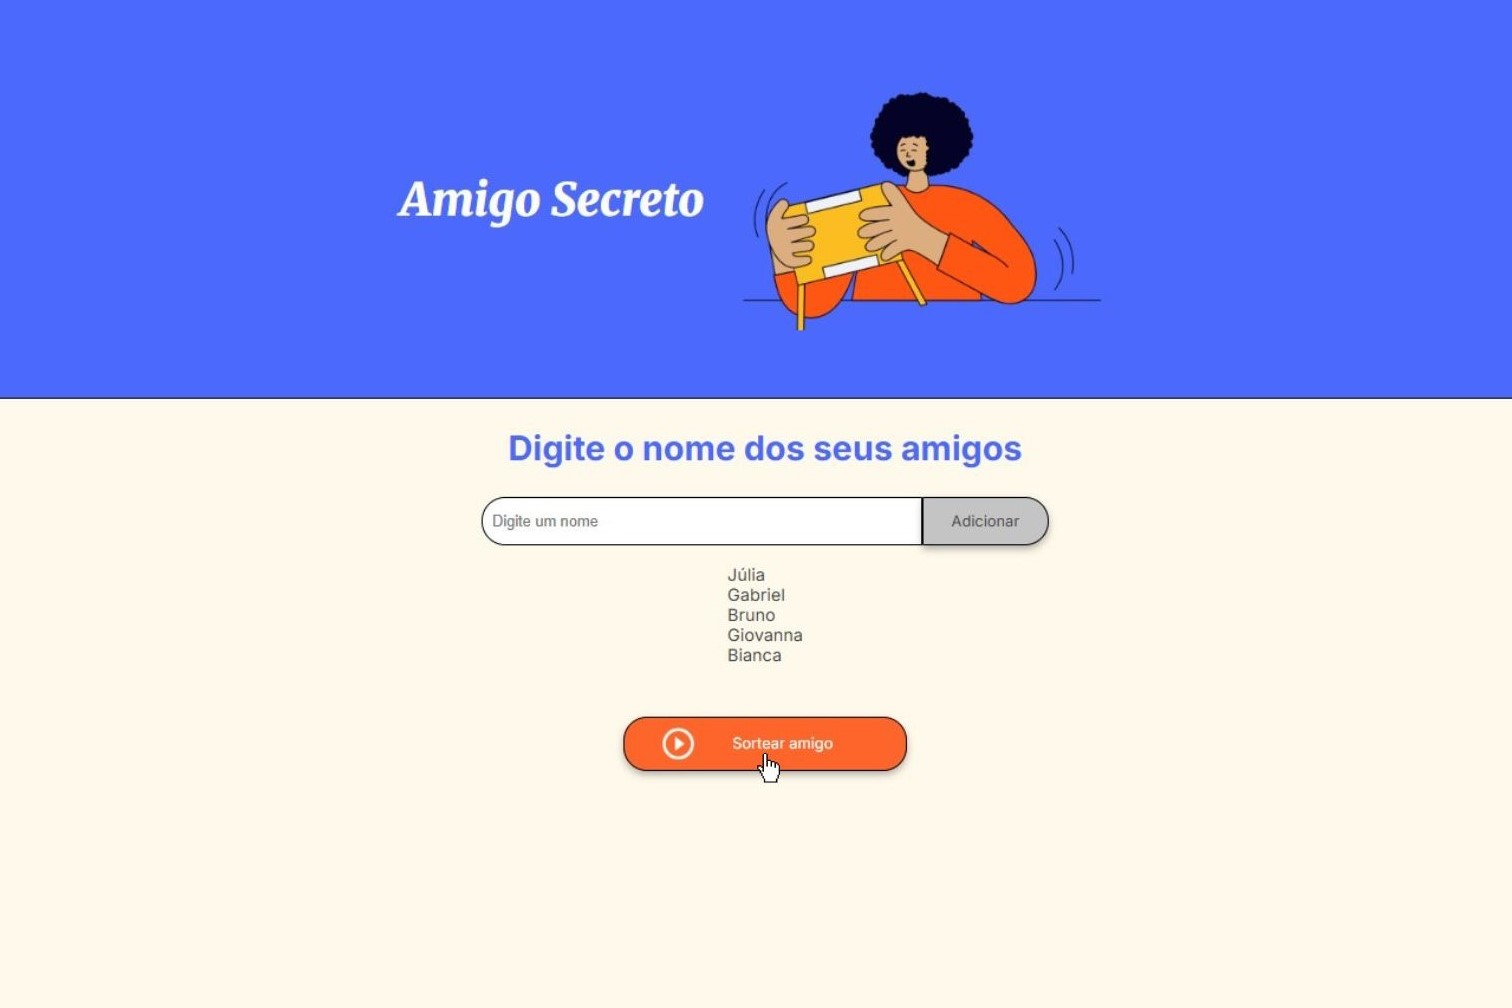 Amigo Secreto
Digite o nome dos seus amigos
Digite um nome
Adicionar
Júlia
Gabriel
Bruno
Giovanna
Bianca
Sortear amigo